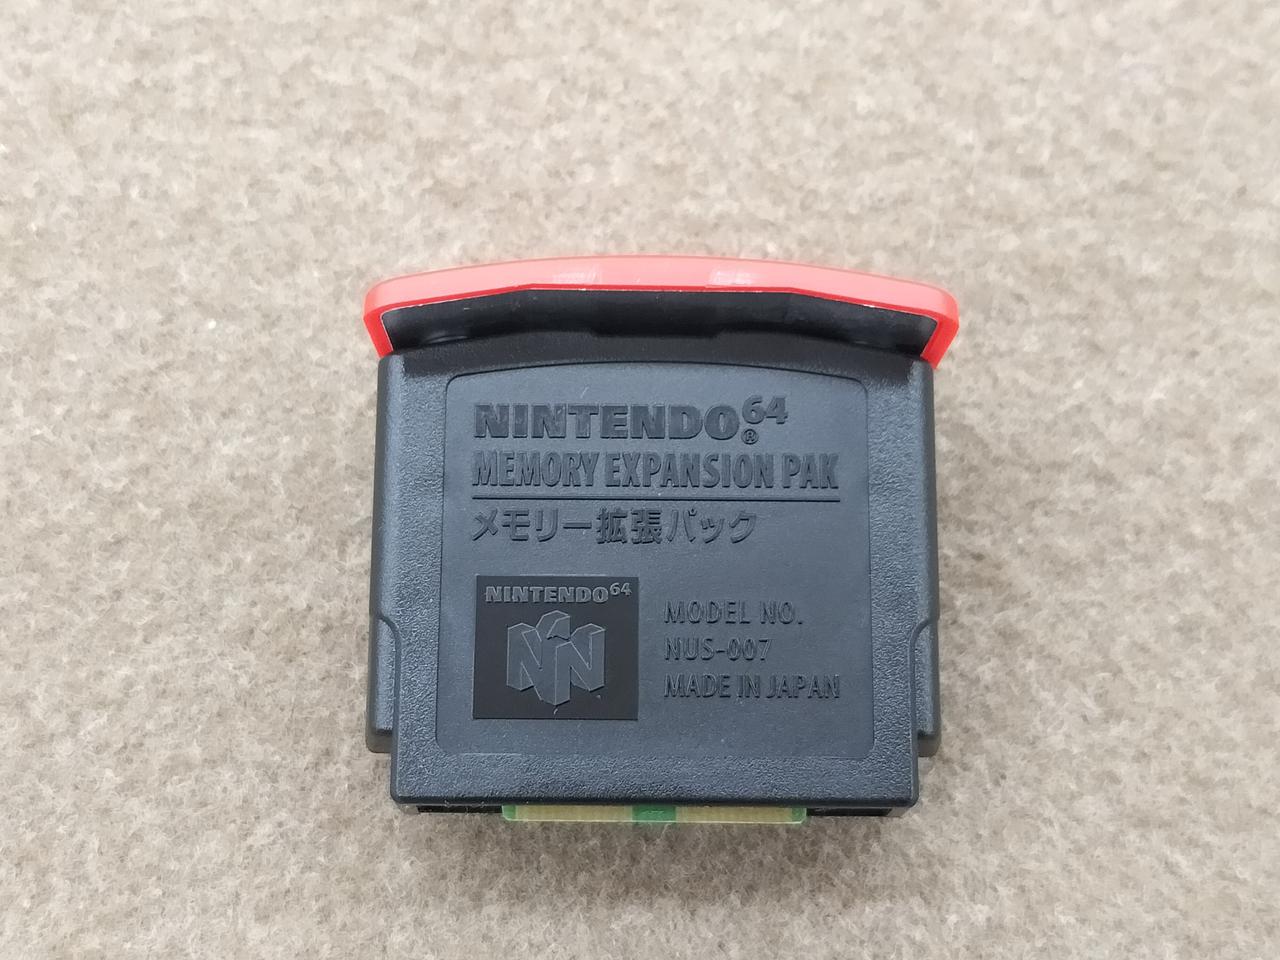 NINTENDO64®
MEMORY EXPANSION PAK
メモリー拡張パック
NINTENDO64
MODEL NO.
NUS-007
MADE IN JAPAN